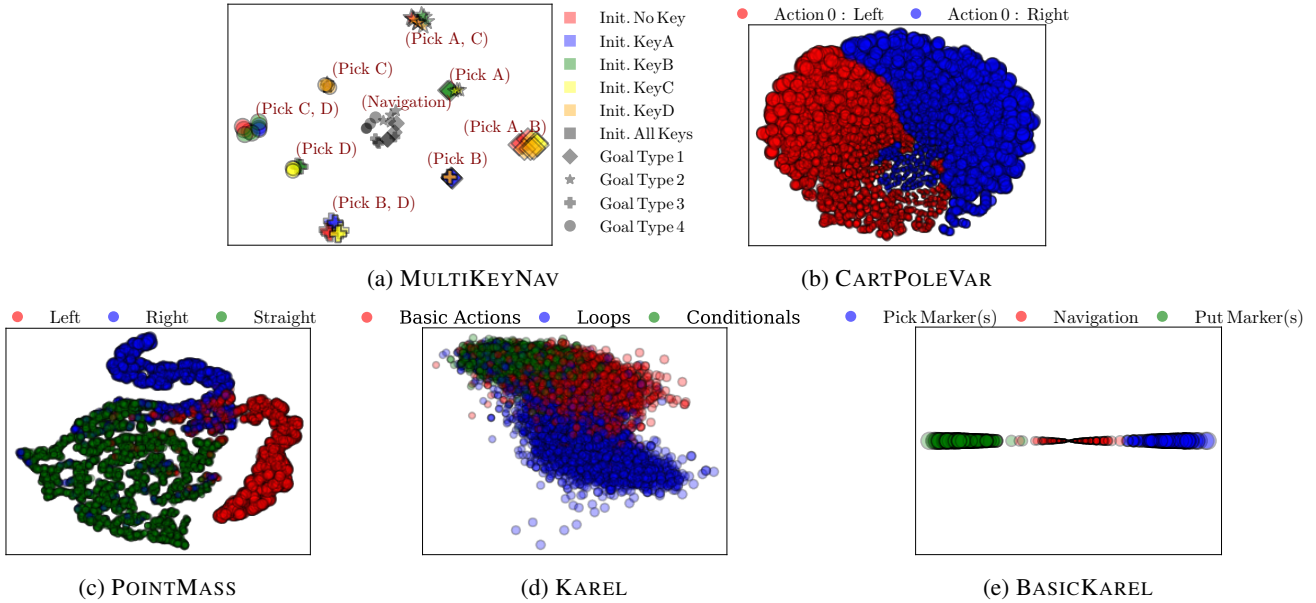 (Pick A, C)
(Pick C)
(Pick A)
(Navigation)
(Pick C, D)
(Pick A, B)
(Pick D)
(Pick B)
(Pick B, D)
Init. No Key
Init. KeyA
Init. KeyB
Init. KeyC
Init. KeyD
Init. All Keys
Goal Type 1
Goal Type 2
Goal Type 3
Goal Type 4
(a) MULTIKEYNAV
Action 0 : Left Action 0 : Right
(b) CARTPOLEVAR
Left Right Straight
(c) POINTMASS
Basic Actions Loops Conditionals
(d) KAREL
Pick Marker(s) Navigation Put Marker(s)
(e) BASICKAREL